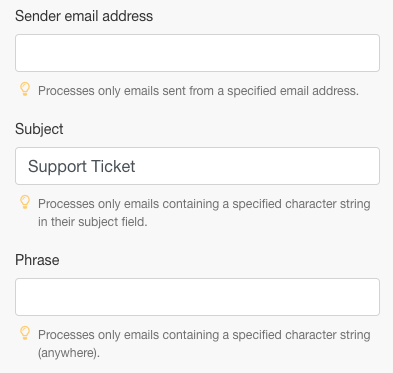 Sender email address
Processes only emails sent from a specified email address.
Subject
Support Ticket
Processes only emails containing a specified character string
in their subject field.
Phrase
Processes only emails containing a specified character string
(anywhere).